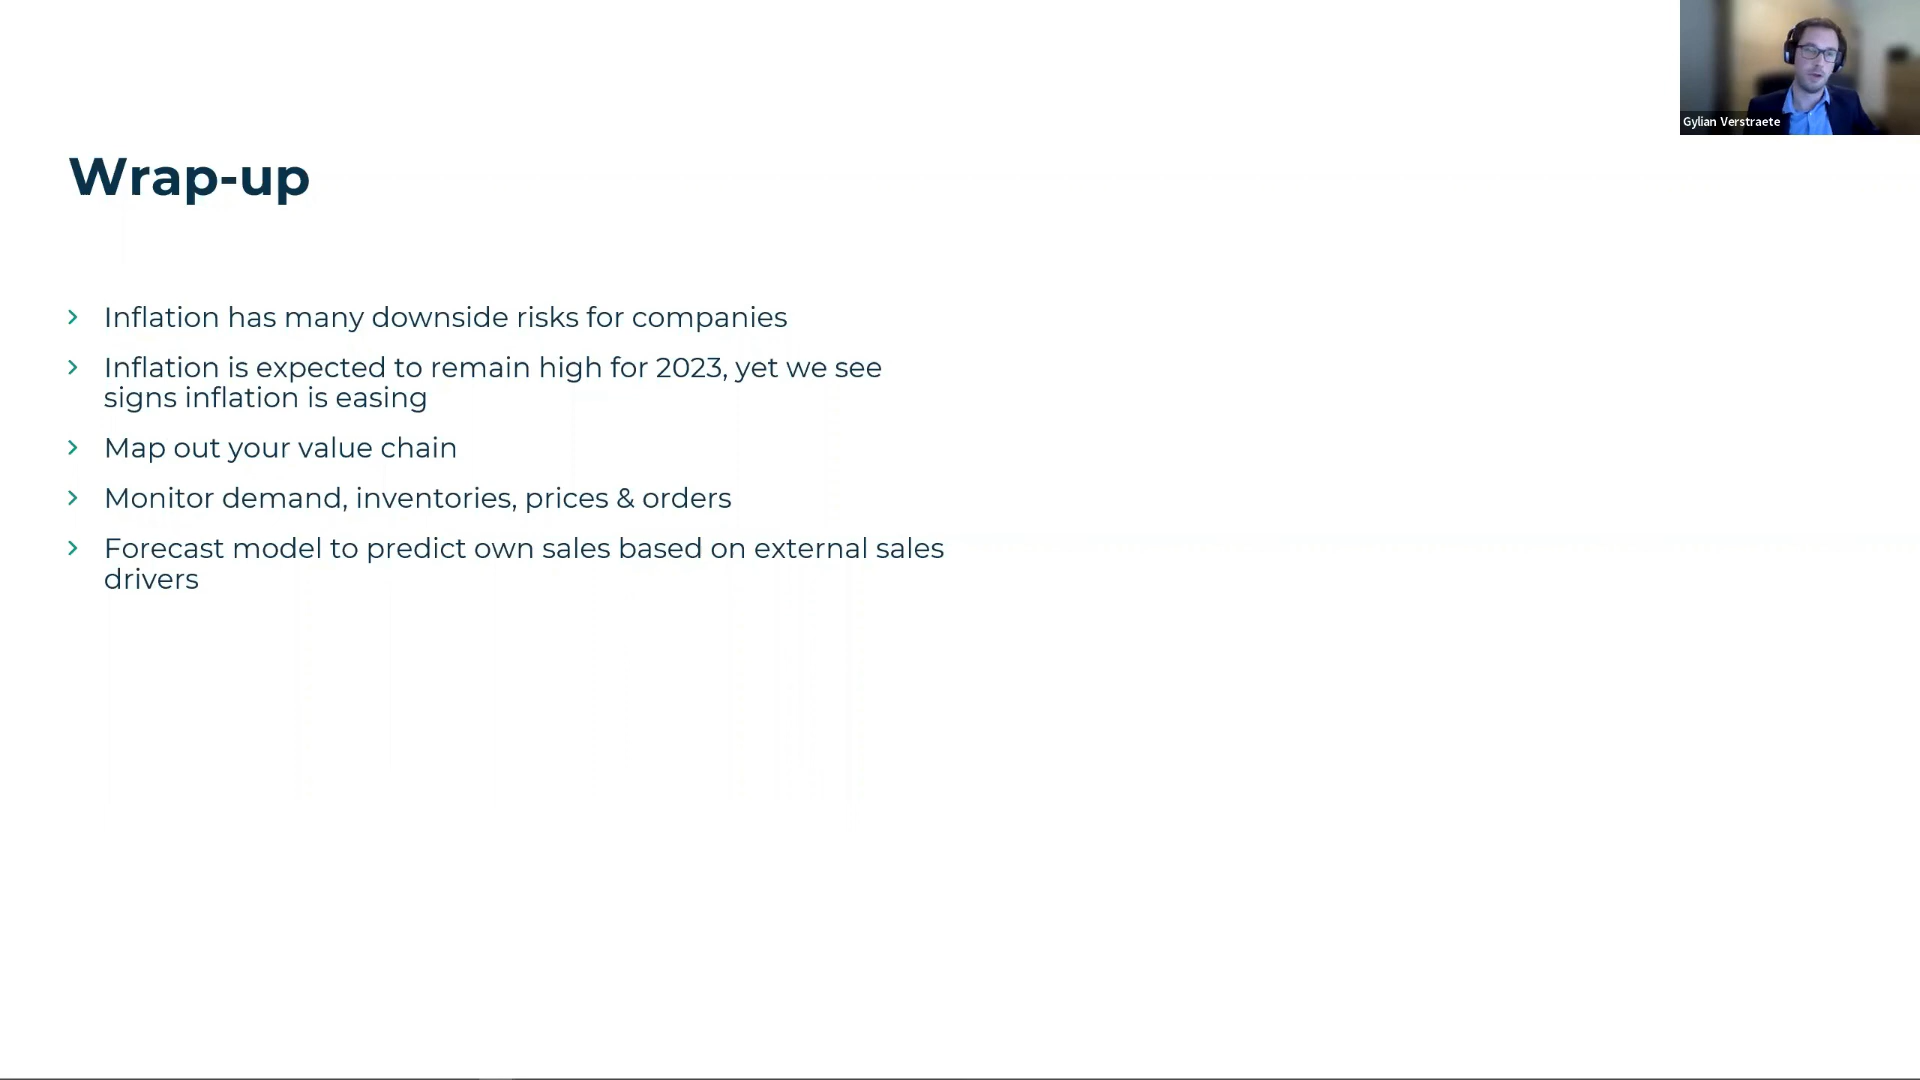 Gylian Verstraete
Wrap-up
Inflation has many downside risks for companies
Inflation is expected to remain high for 2023, yet we see
signs inflation is easing
Map out your value chain
Monitor demand, inventories, prices & orders
Forecast model to predict own sales based on external sales
drivers